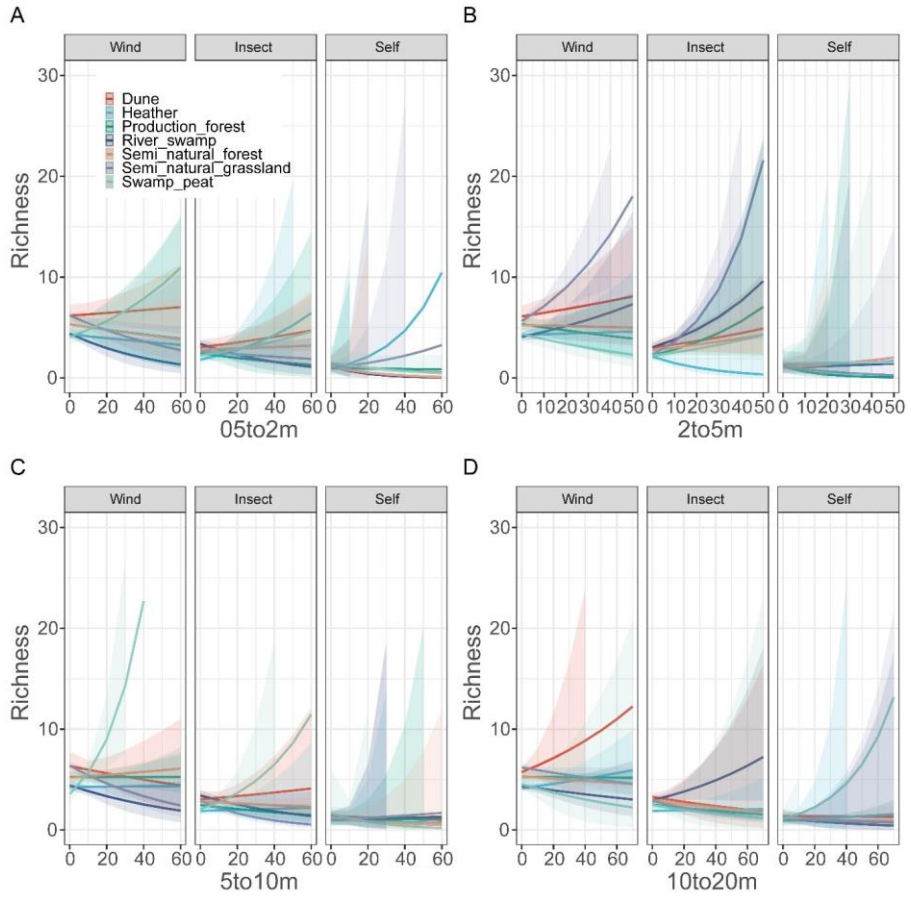 A
Wind Insect Self
30
20
10
0
Richness
Dune
Heather
Production_forest
River_swamp
Semi_natural_forest
Semi_natural_grassland
Swamp_peat
0 20 40 60 0 20 40 60 0 20 40 60
05to2m
B
Wind Insect Self
30
20
10
0
Richness
0 10 20 30 40 50 0 10 20 30 40 50 0 10 20 30 40 50
2to5m
C
Wind Insect Self
30
20
10
0
Richness
0 20 40 60 0 20 40 60 0 20 40 60
5to10m
D
Wind Insect Self
30
20
10
0
Richness
0 20 40 60 0 20 40 60 0 20 40 60
10to20m